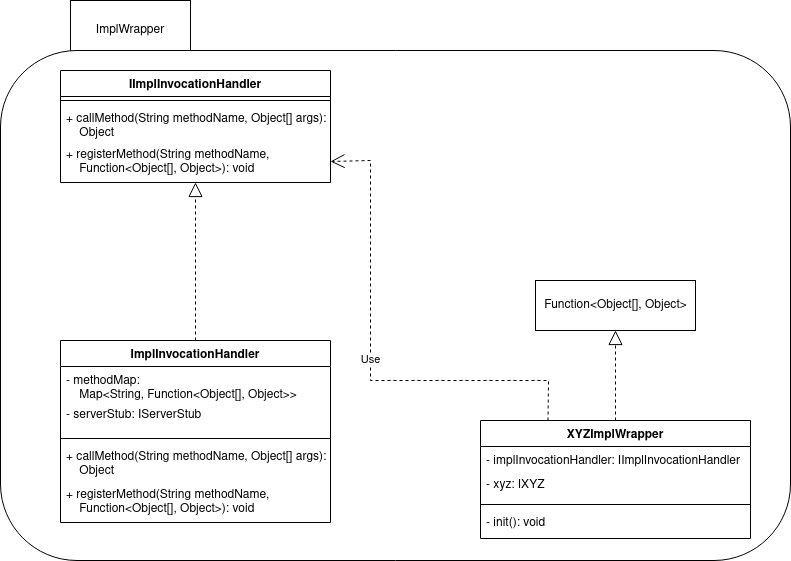 ImplWrapper
IImplInvocationHandler
+ callMethod(String methodName, Object[] args):
Object
+ registerMethod(String methodName,
Function<Object[], Object>): void
Function<Object[], Object>
ImplInvocationHandler
- methodMap:
Map<String, Function<Object[], Object>>
- serverStub: IServerStub
+ callMethod(String methodName, Object[] args):
Object
+ registerMethod(String methodName,
Function<Object[], Object>): void
Use
XYZImplWrapper
- implInvocationHandler: IImplInvocationHandler
- xyz: IXYZ
- init(): void